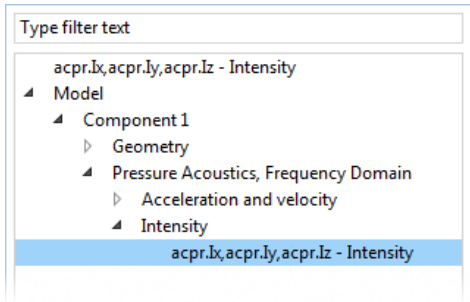 Type filter text
acpr.Ix,acpr.Iy,acpr.Iz - Intensity
Model
Component 1
Geometry
Pressure Acoustics, Frequency Domain
Acceleration and velocity
Intensity
acpr.Ix,acpr.Iy,acpr.Iz - Intensity